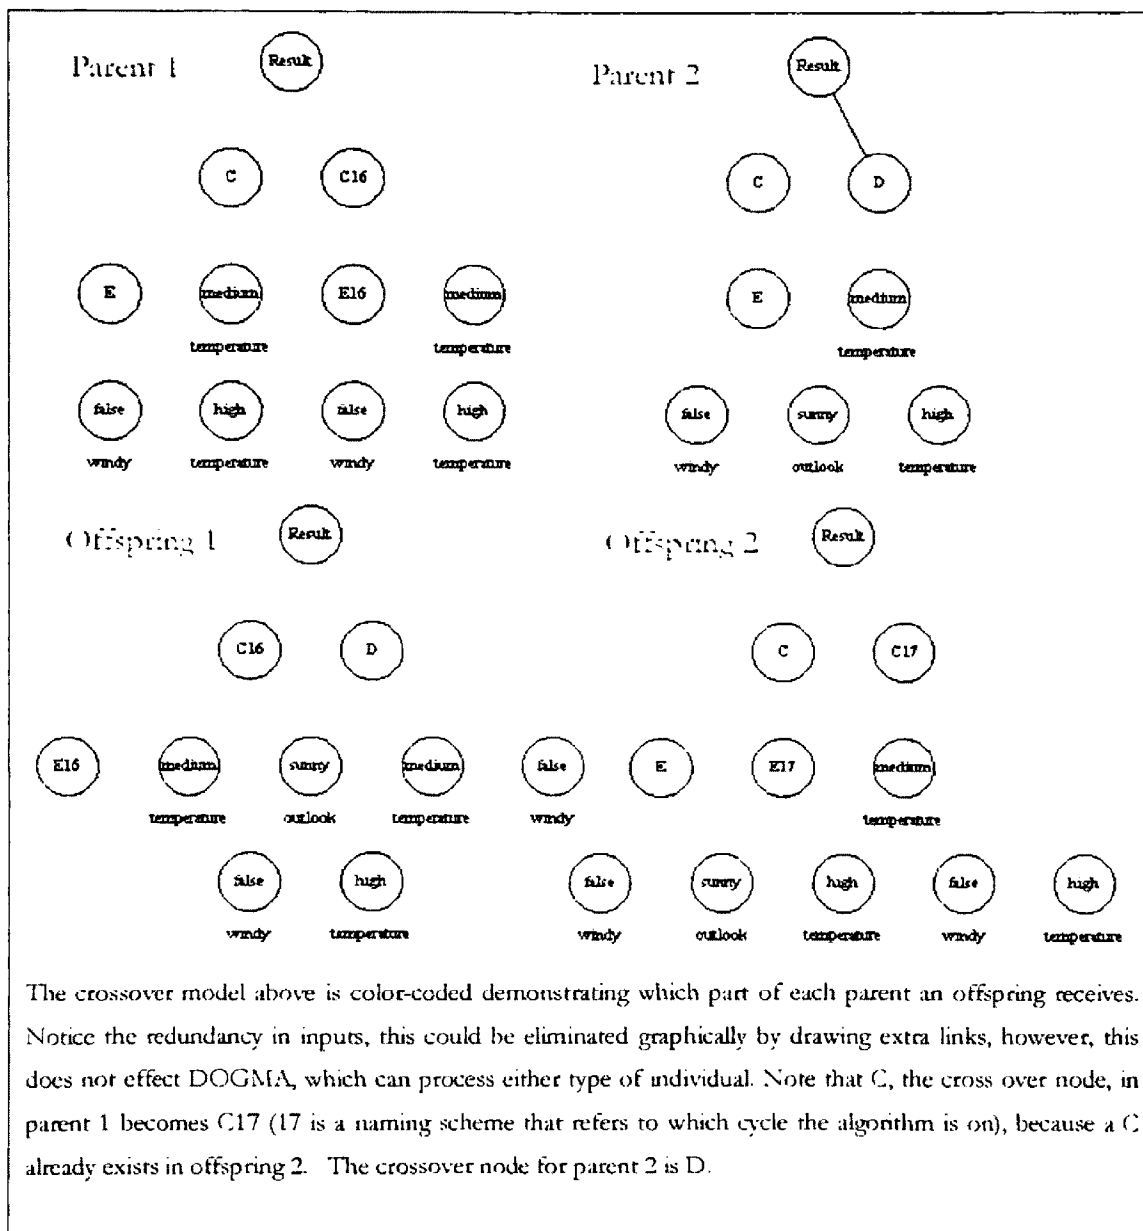 Parent 1 Result Parent 2 Result
C C16 C D
E medium E16 medium E medium
temperature temperature temperature
false high false high false sunny high
windy temperature windy temperature windy outlook temperature
Offspring 1 Result Offspring 2 Result
C16 D C C17
E16 medium sunny medium false E E17 medium
temperature outlook temperature windy temperature
false high false sunny high false high
windy temperature windy outlook temperature windy temperature
The crossover model above is color-coded demonstrating which part of each parent an offspring receives.
Notice the redundancy in inputs, this could be eliminated graphically by drawing extra links, however, this
does not effect DOGMA, which can process either type of individual. Note that C, the cross over node, in
parent 1 becomes C17 (17 is a naming scheme that refers to which cycle the algorithm is on), because a C
already exists in offspring 2. The crossover node for parent 2 is D.